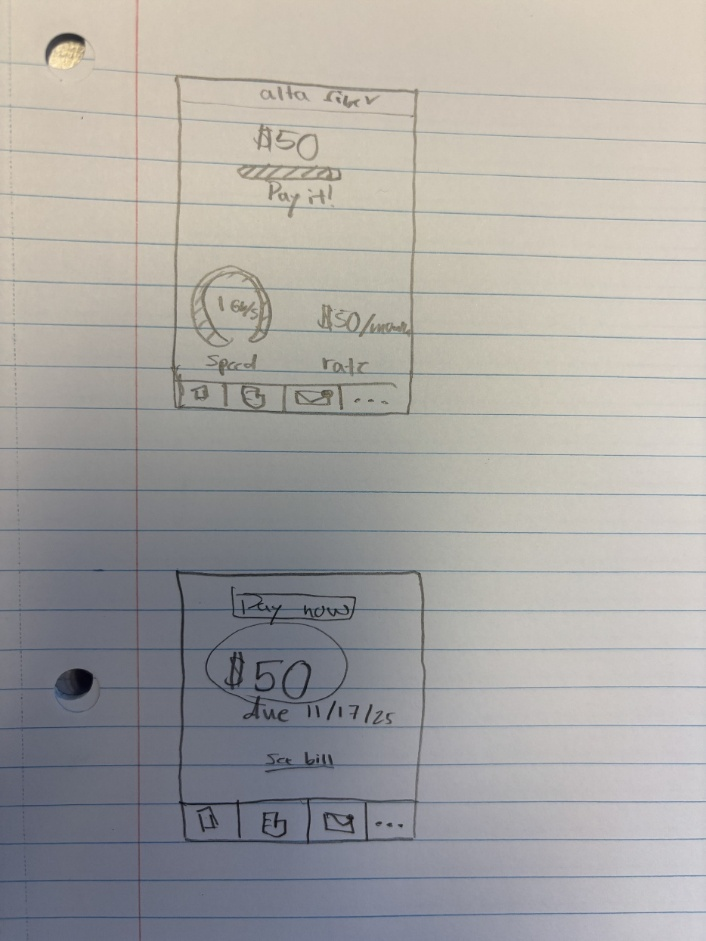 alta fiber
$50
Pay it!
1 Gb/s
$50/month
speed
rate
...
Pay now
$50
due 11/17/25
See bill
...